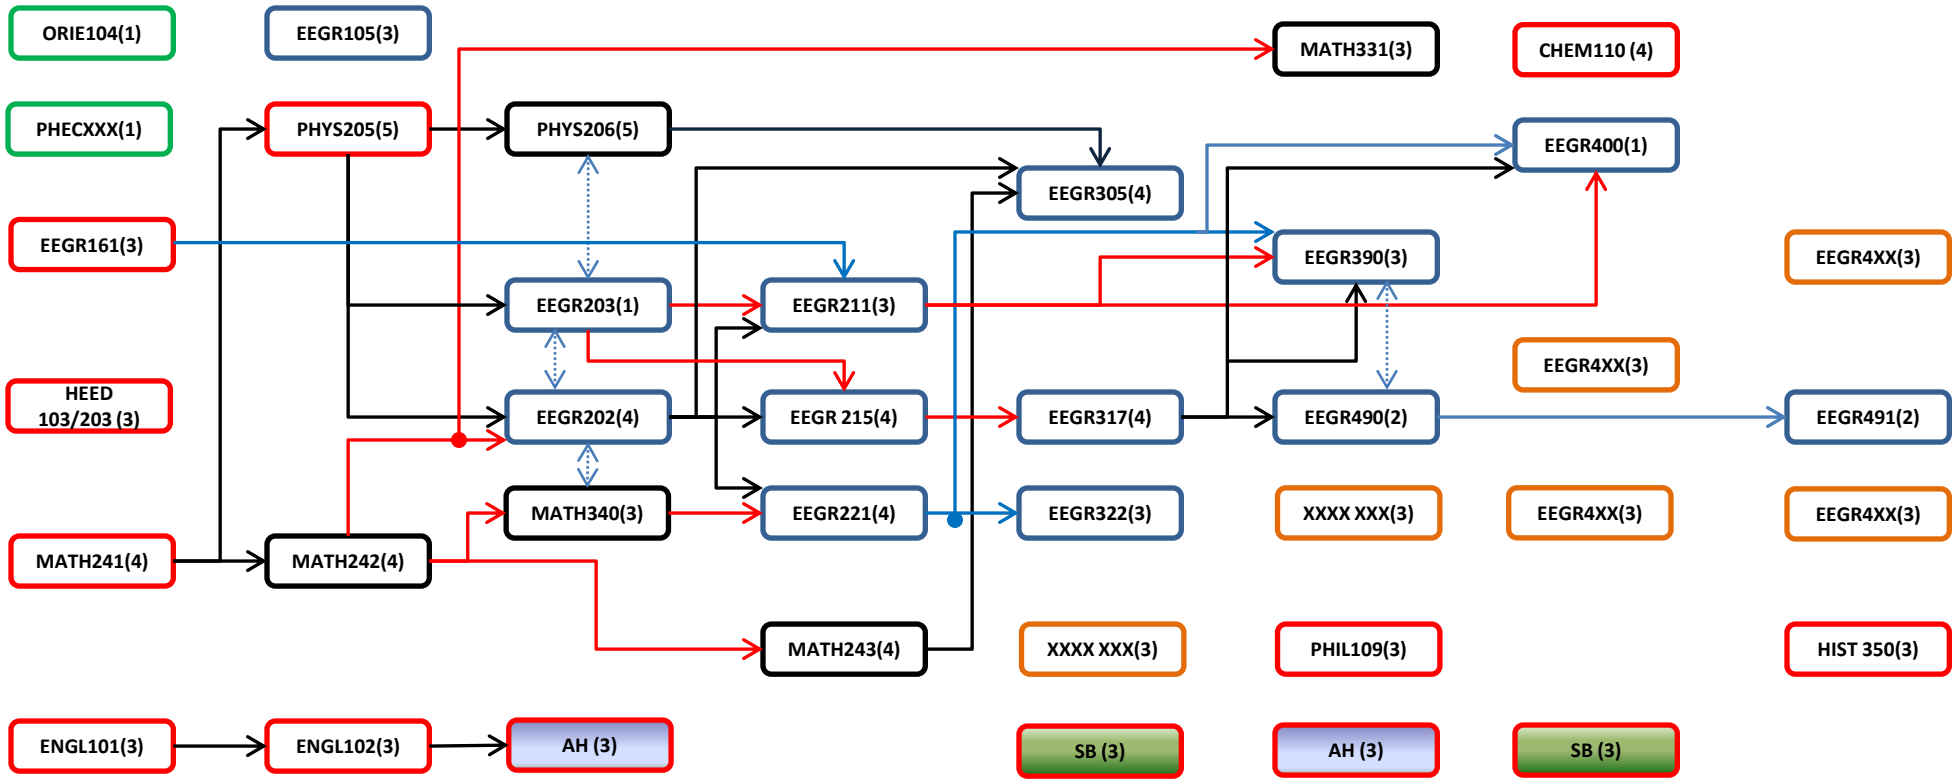 ORIE104(1)
EEGR105(3)
MATH331(3)
CHEM110 (4)
PHECXXX(1)
PHYS205(5)
PHYS206(5)
EEGR400(1)
EEGR305(4)
EEGR161(3)
EEGR390(3)
EEGR4XX(3)
EEGR203(1)
EEGR211(3)
EEGR4XX(3)
HEED
103/203 (3)
EEGR202(4)
EEGR 215(4)
EEGR317(4)
EEGR490(2)
EEGR491(2)
MATH340(3)
EEGR221(4)
EEGR322(3)
XXXX XXX(3)
EEGR4XX(3)
EEGR4XX(3)
MATH241(4)
MATH242(4)
MATH243(4)
XXXX XXX(3)
PHIL109(3)
HIST 350(3)
ENGL101(3)
ENGL102(3)
AH (3)
SB (3)
AH (3)
SB (3)